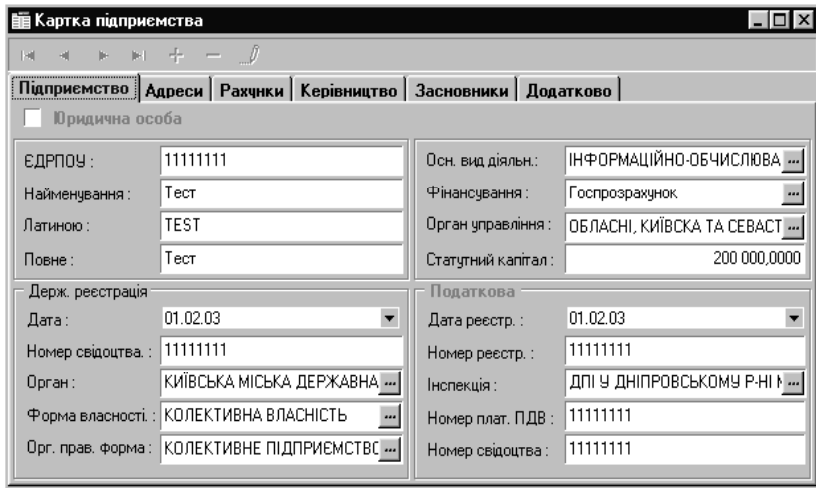 Картка підприємства
Підприємство Адреси Рахунки Керівництво Засновники Додатково
Юридична особа
ЄДРПОУ : 11111111
Найменування : Тест
Латиною : TEST
Повне : Тест
Осн. вид діяльн.: ІНФОРМАЦІЙНО-ОБЧИСЛЮВА ...
Фінансування : Госпрозрахунок ...
Орган управління : ОБЛАСНІ, КИЇВСКА ТА СЕВАСТ ...
Статутний капітал : 200 000,0000
Держ. реєстрація
Дата : 01.02.03
Номер свідоцтва. : 11111111
Орган : КИЇВСЬКА МІСЬКА ДЕРЖАВНА ...
Форма власності. : КОЛЕКТИВНА ВЛАСНІСТЬ ...
Орг. прав. форма : КОЛЕКТИВНЕ ПІДПРИЄМСТВО ...
Податкова
Дата реєстр. : 01.02.03
Номер реєстр. : 11111111
Інспекція : ДПІ У ДНІПРОВСЬКОМУ Р-НІ М ...
Номер плат. ПДВ : 11111111
Номер свідоцтва : 11111111